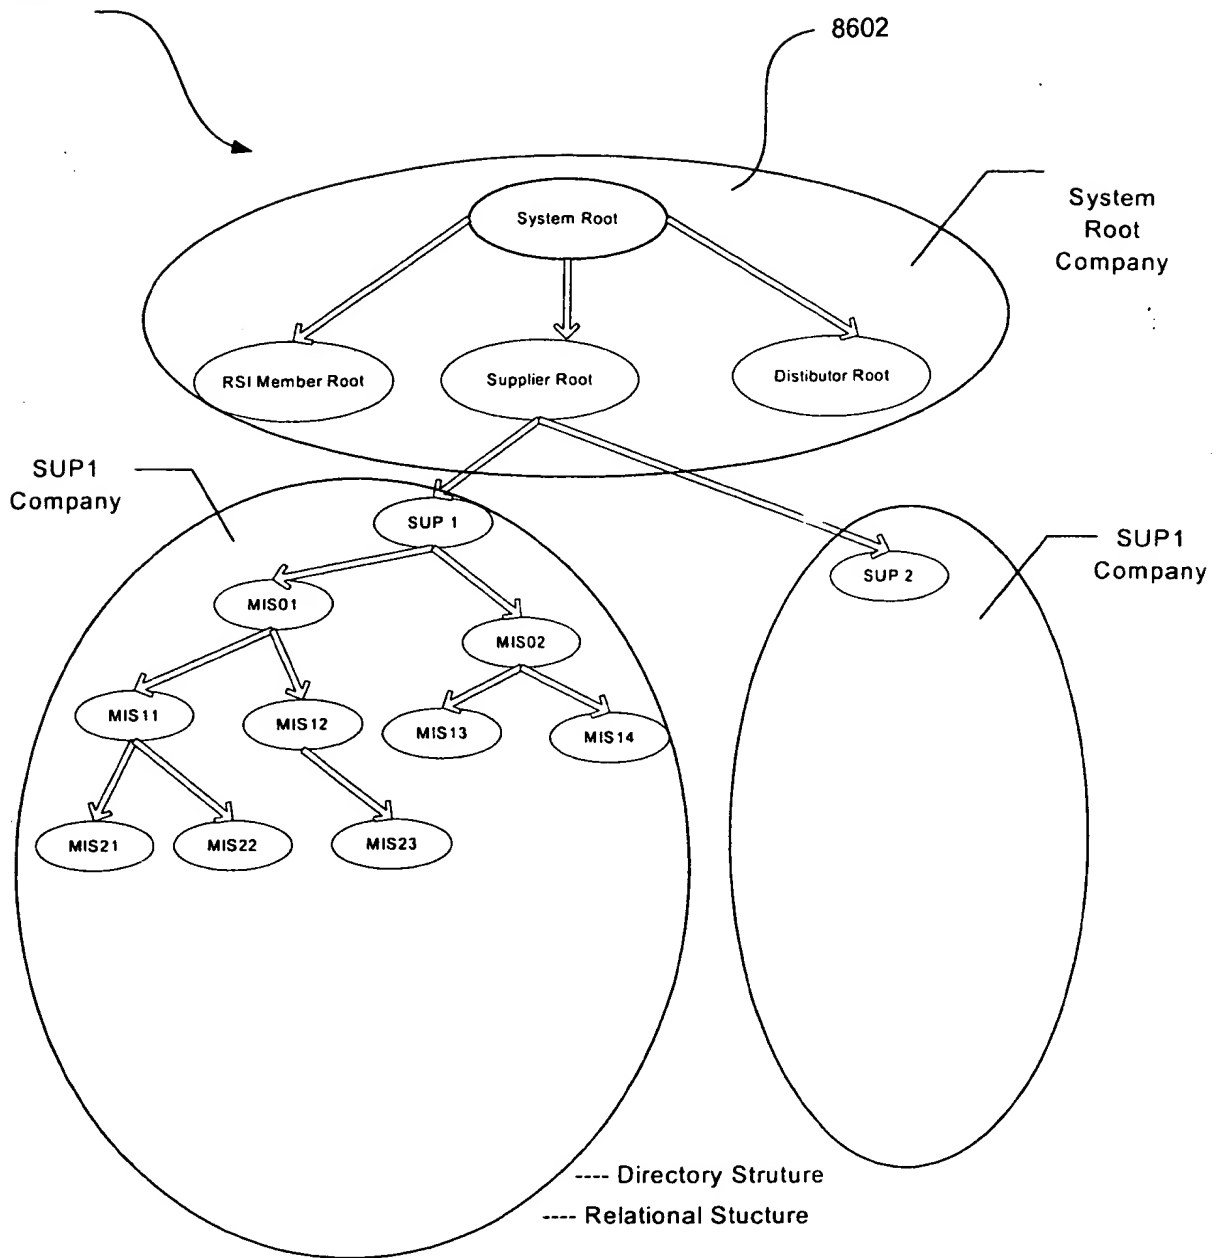 8602
System Root
System
Root
Company
RSI Member Root
Supplier Root
Distibutor Root
SUP1
Company
SUP 1
SUP 2
SUP1
Company
MIS01
MIS02
MIS11
MIS12
MIS13
MIS14
MIS21
MIS22
MIS23
---- Directory Struture
---- Relational Stucture